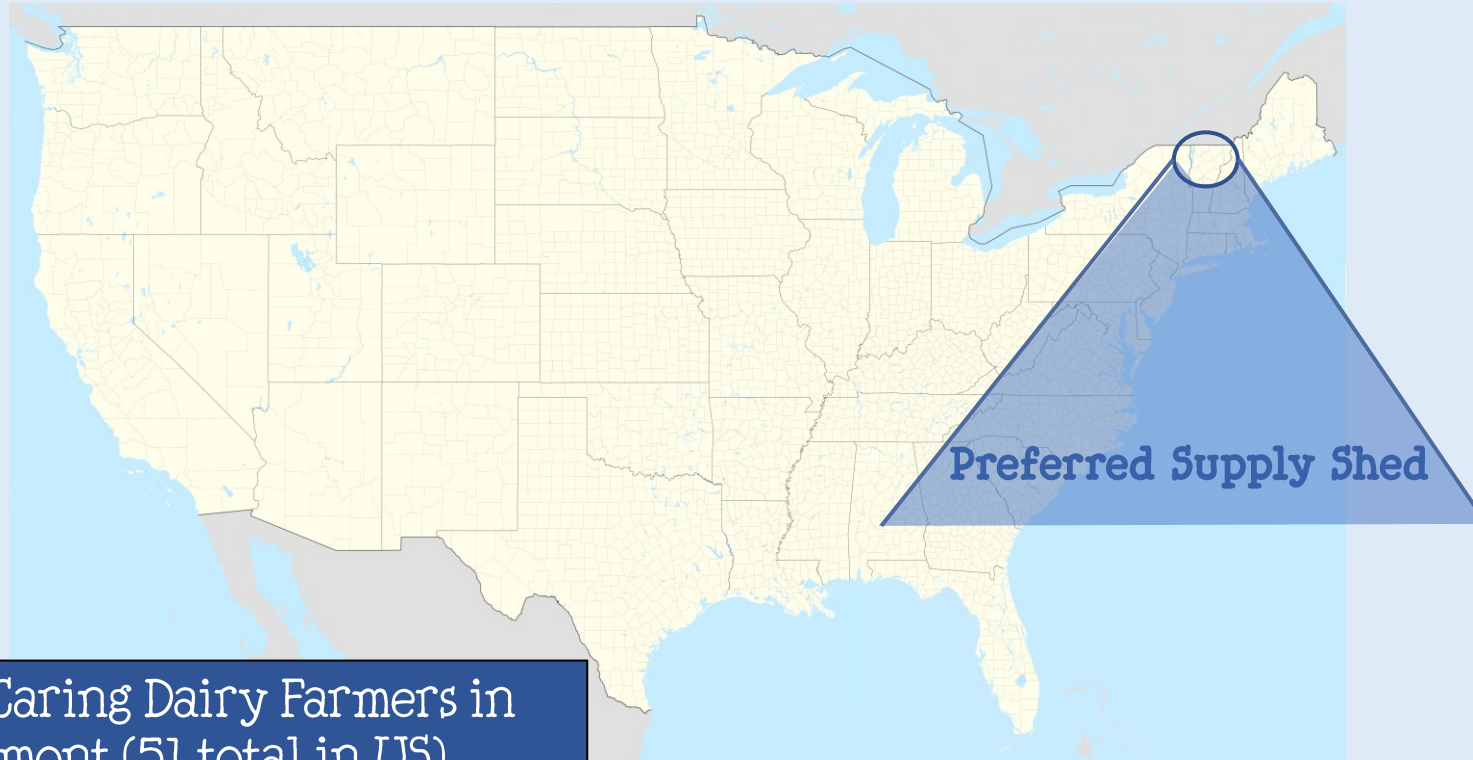 Preferred Supply Shed
Caring Dairy Farmers in
(51 total in US)